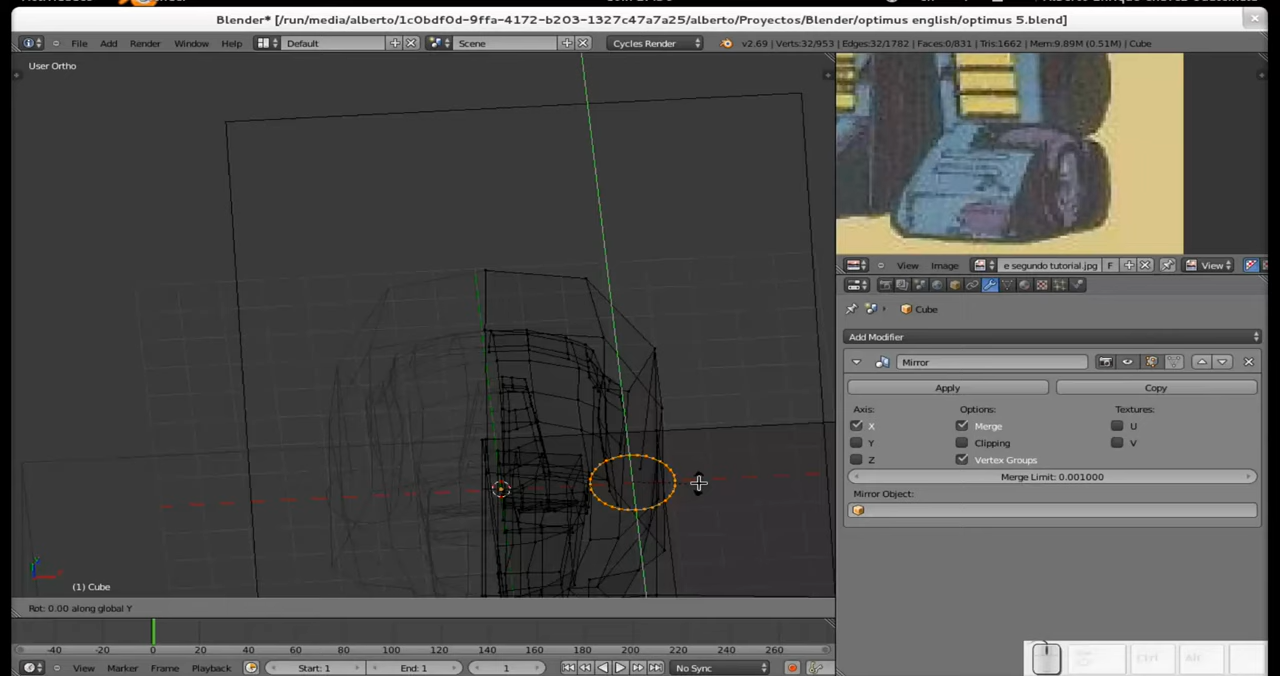 Blender* [/run/media/alberto/1c0bdf0d-9ffa-4172-b203-1327c47a7a25/alberto/Proyectos/Blender/optimus english/optimus 5.blend]
File Add Render Window Help Default Scene Cycles Render v2.69 | Verts:32/953 | Edges:32/1782 | Faces:0/831 | Tris:1662 | Mem:9.89M (0.51M) | Cube
User Ortho
View Image e segundo tutorial.jpg F View
Cube
Add Modifier
Mirror
Apply Copy
Axis: Options: Textures:
X Merge U
Y Clipping V
Z Vertex Groups
Merge Limit: 0.001000
Mirror Object:
(1) Cube
Rot: 0.00 along global Y
-40 -20 0 20 40 60 80 100 120 140 160 180 200 220 240 260
View Marker Frame Playback Start: 1 End: 1 1 No Sync
Ctrl Alt